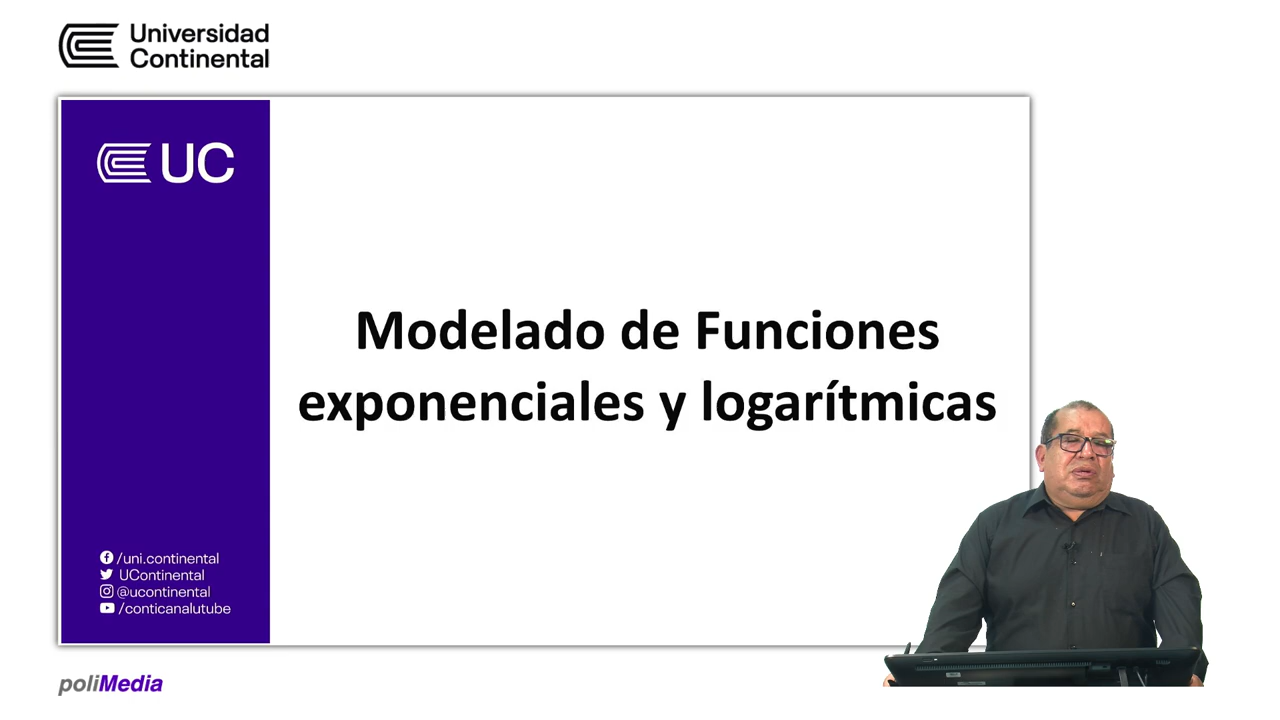 Universidad
Continental
UC
Modelado de Funciones
exponenciales y logarítmicas
/uni.continental
UContinental
@ucontinental
/conticanalutube
poliMedia